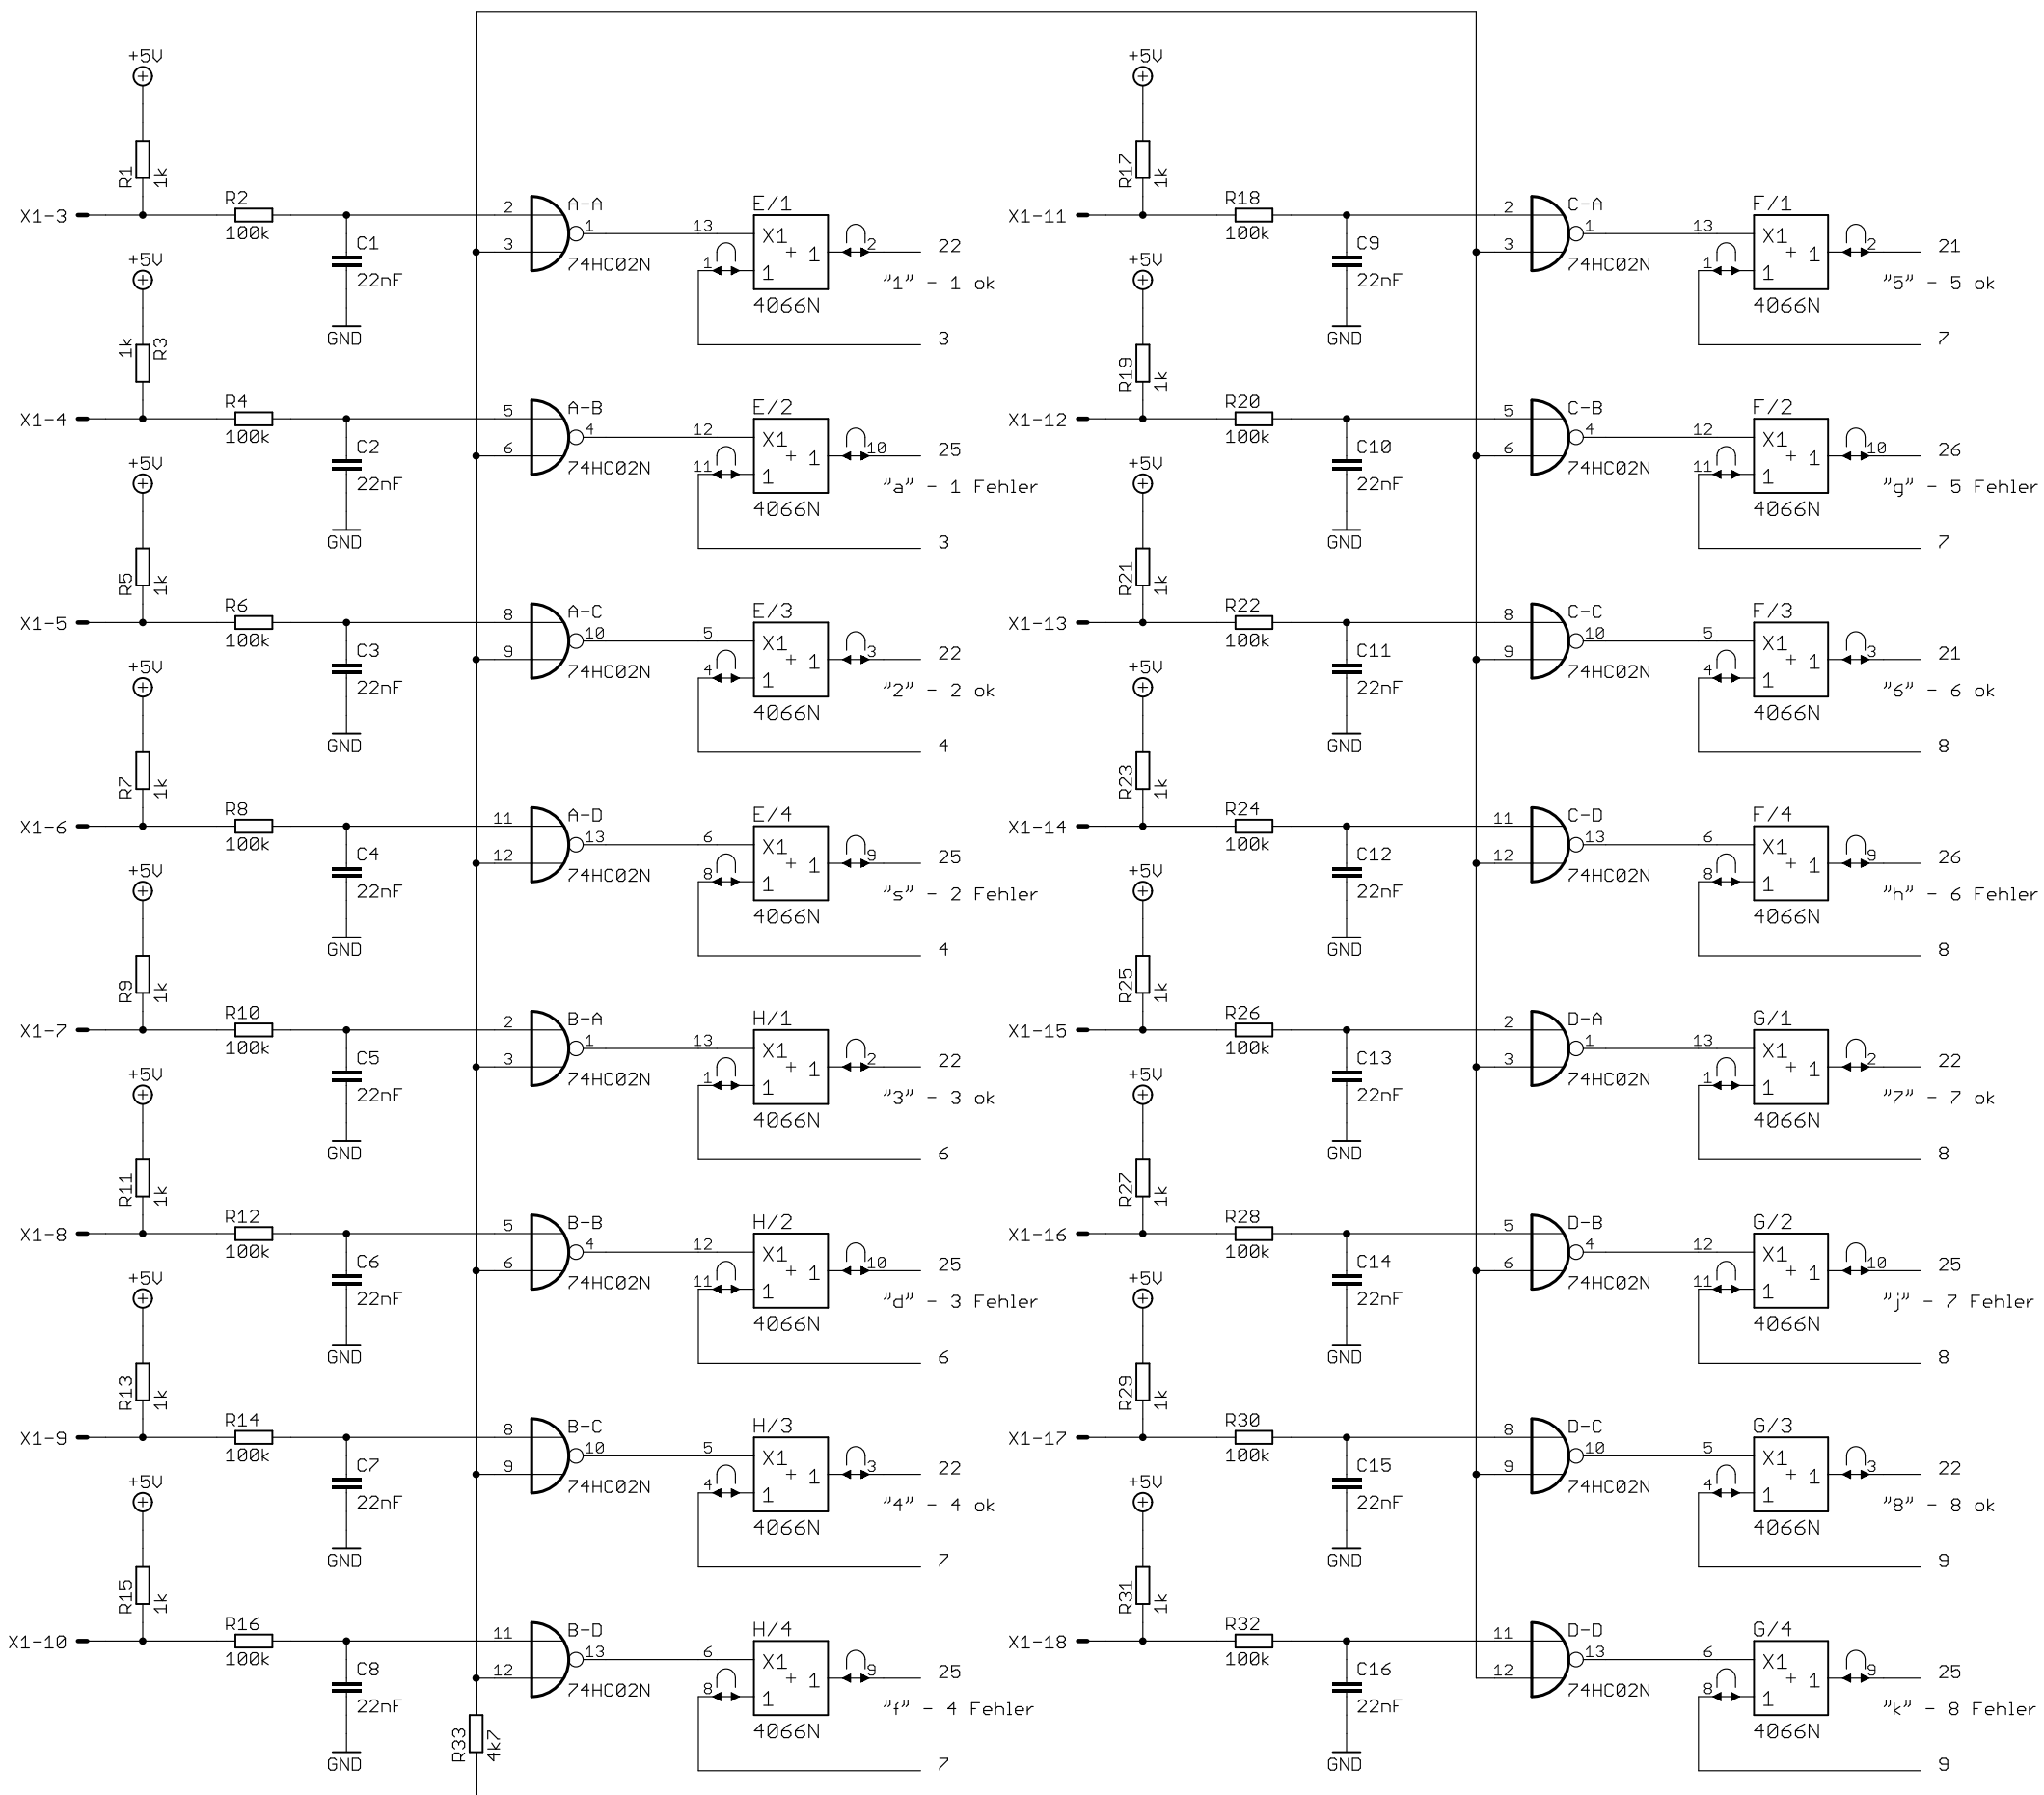 +5V
R1 1k
X1-3
R2
100k
C1
22nF
GND
2
3
A-A
1
74HC02N
13
1
E/1
X1
+ 1
1
4066N
2
22
"1" - 1 ok
3
+5V
1k R3
X1-4
R4
100k
C2
22nF
GND
5
6
A-B
4
74HC02N
12
11
E/2
X1
+ 1
1
4066N
10
25
"a" - 1 Fehler
3
+5V
R5 1k
X1-5
R6
100k
C3
22nF
GND
8
9
A-C
10
74HC02N
5
4
E/3
X1
+ 1
1
4066N
3
22
"2" - 2 ok
4
+5V
R7 1k
X1-6
R8
100k
C4
22nF
GND
11
12
A-D
13
74HC02N
6
8
E/4
X1
+ 1
1
4066N
9
25
"s" - 2 Fehler
4
+5V
R9 1k
X1-7
R10
100k
C5
22nF
GND
2
3
B-A
1
74HC02N
13
1
H/1
X1
+ 1
1
4066N
2
22
"3" - 3 ok
6
+5V
R11 1k
X1-8
R12
100k
C6
22nF
GND
5
6
B-B
4
74HC02N
12
11
H/2
X1
+ 1
1
4066N
10
25
"d" - 3 Fehler
6
+5V
R13 1k
X1-9
R14
100k
C7
22nF
GND
8
9
B-C
10
74HC02N
5
4
H/3
X1
+ 1
1
4066N
3
22
"4" - 4 ok
7
+5V
R15 1k
X1-10
R16
100k
C8
22nF
GND
11
12
B-D
13
74HC02N
6
8
H/4
X1
+ 1
1
4066N
9
25
"f" - 4 Fehler
7
R33 4k7
+5V
R17 1k
X1-11
R18
100k
C9
22nF
GND
2
3
C-A
1
74HC02N
13
1
F/1
X1
+ 1
1
4066N
2
21
"5" - 5 ok
7
+5V
R19 1k
X1-12
R20
100k
C10
22nF
GND
5
6
C-B
4
74HC02N
12
11
F/2
X1
+ 1
1
4066N
10
26
"g" - 5 Fehler
7
+5V
R21 1k
X1-13
R22
100k
C11
22nF
GND
8
9
C-C
10
74HC02N
5
4
F/3
X1
+ 1
1
4066N
3
21
"6" - 6 ok
8
+5V
R23 1k
X1-14
R24
100k
C12
22nF
GND
11
12
C-D
13
74HC02N
6
8
F/4
X1
+ 1
1
4066N
9
26
"h" - 6 Fehler
8
+5V
R25 1k
X1-15
R26
100k
C13
22nF
GND
2
3
D-A
1
74HC02N
13
1
G/1
X1
+ 1
1
4066N
2
22
"7" - 7 ok
8
+5V
R27 1k
X1-16
R28
100k
C14
22nF
GND
5
6
D-B
4
74HC02N
12
11
G/2
X1
+ 1
1
4066N
10
25
"j" - 7 Fehler
8
+5V
R29 1k
X1-17
R30
100k
C15
22nF
GND
8
9
D-C
10
74HC02N
5
4
G/3
X1
+ 1
1
4066N
3
22
"8" - 8 ok
9
+5V
R31 1k
X1-18
R32
100k
C16
22nF
GND
11
12
D-D
13
74HC02N
6
8
G/4
X1
+ 1
1
4066N
9
25
"k" - 8 Fehler
9